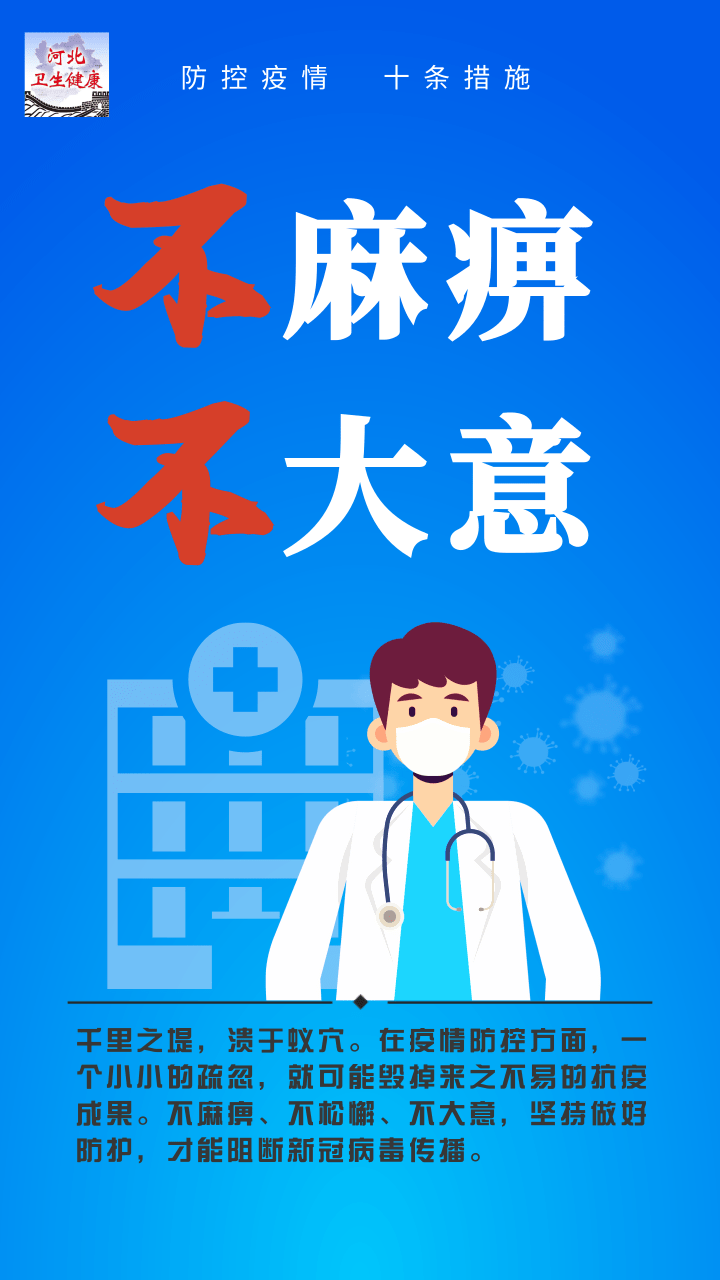 河北
卫生健康
防控疫情 十条措施
不麻痹
不大意
千里之堤，溃于蚁穴。在疫情防控方面，一
个小小的疏忽，就可能毁掉来之不易的抗疫
成果。不麻痹、不松懈、不大意，坚持做好
防护，才能阻断新冠病毒传播。